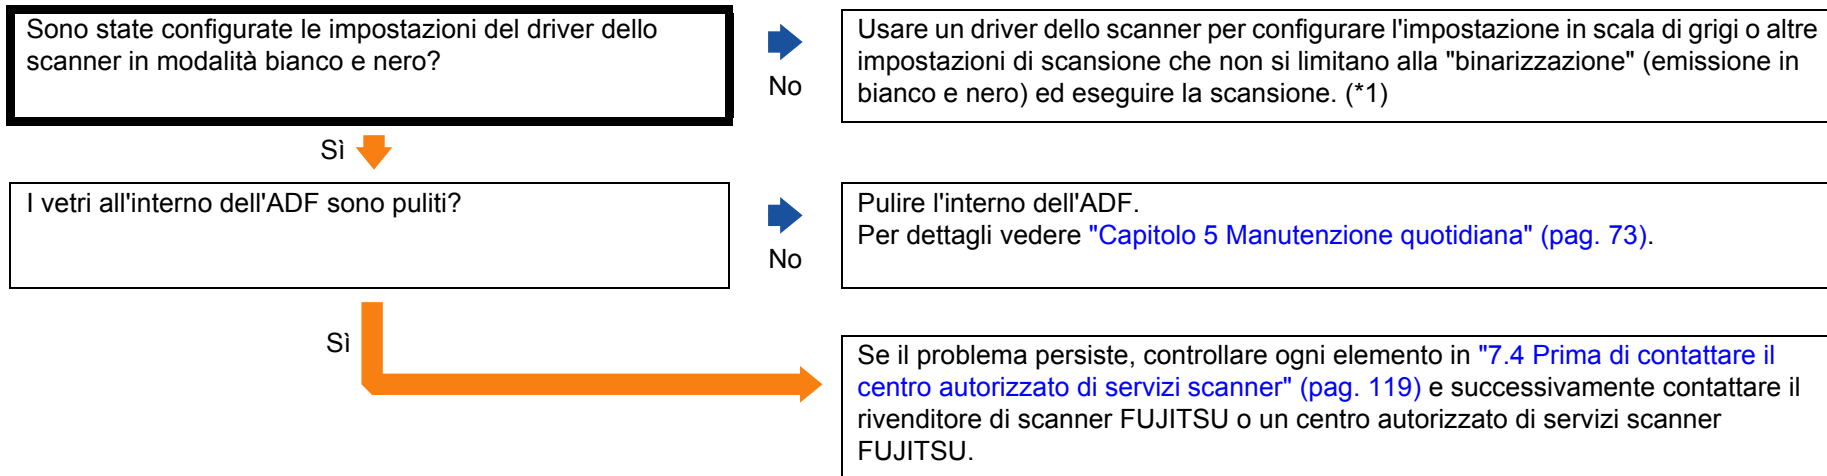 Sono state configurate le impostazioni del driver dello
scanner in modalità bianco e nero?
No
Usare un driver dello scanner per configurare l'impostazione in scala di grigi o altre
impostazioni di scansione che non si limitano alla "binarizzazione" (emissione in
bianco e nero) ed eseguire la scansione. (*1)
Sì
I vetri all'interno dell'ADF sono puliti?
No
Pulire l'interno dell'ADF.
Per dettagli vedere "Capitolo 5 Manutenzione quotidiana" (pag. 73).
Sì
Se il problema persiste, controllare ogni elemento in "7.4 Prima di contattare il
centro autorizzato di servizi scanner" (pag. 119) e successivamente contattare il
rivenditore di scanner FUJITSU o un centro autorizzato di servizi scanner
FUJITSU.